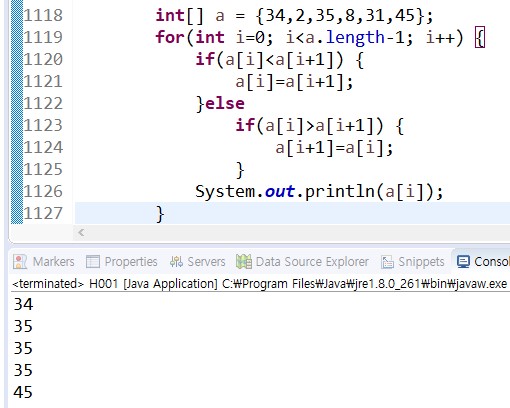 1118 int[] a = {34,2,35,8,31,45};
1119 for(int i=0; i<a.length-1; i++) {
1120 if(a[i]<a[i+1]) {
1121 a[i]=a[i+1];
1122 }else
1123 if(a[i]>a[i+1]) {
1124 a[i+1]=a[i];
1125 }
1126 System.out.println(a[i]);
1127 }
Markers Properties Servers Data Source Explorer Snippets Consol
<terminated> H001 [Java Application] C:₩Program Files₩Java₩jre1.8.0_261₩bin₩javaw.exe
34
35
35
35
45